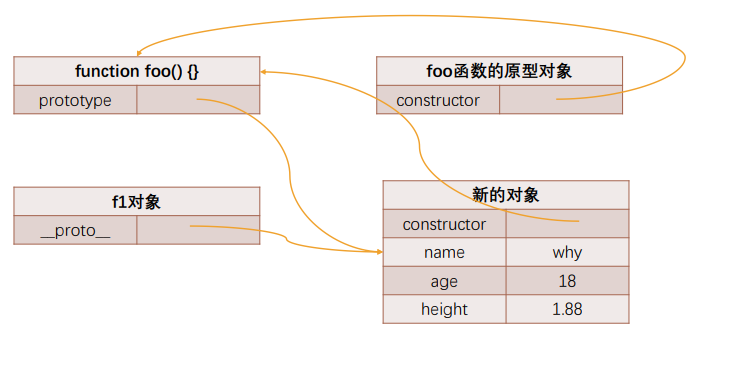 function foo() {}
prototype
foo函数的原型对象
constructor
f1对象
__proto__
新的对象
constructor
name why
age 18
height 1.88